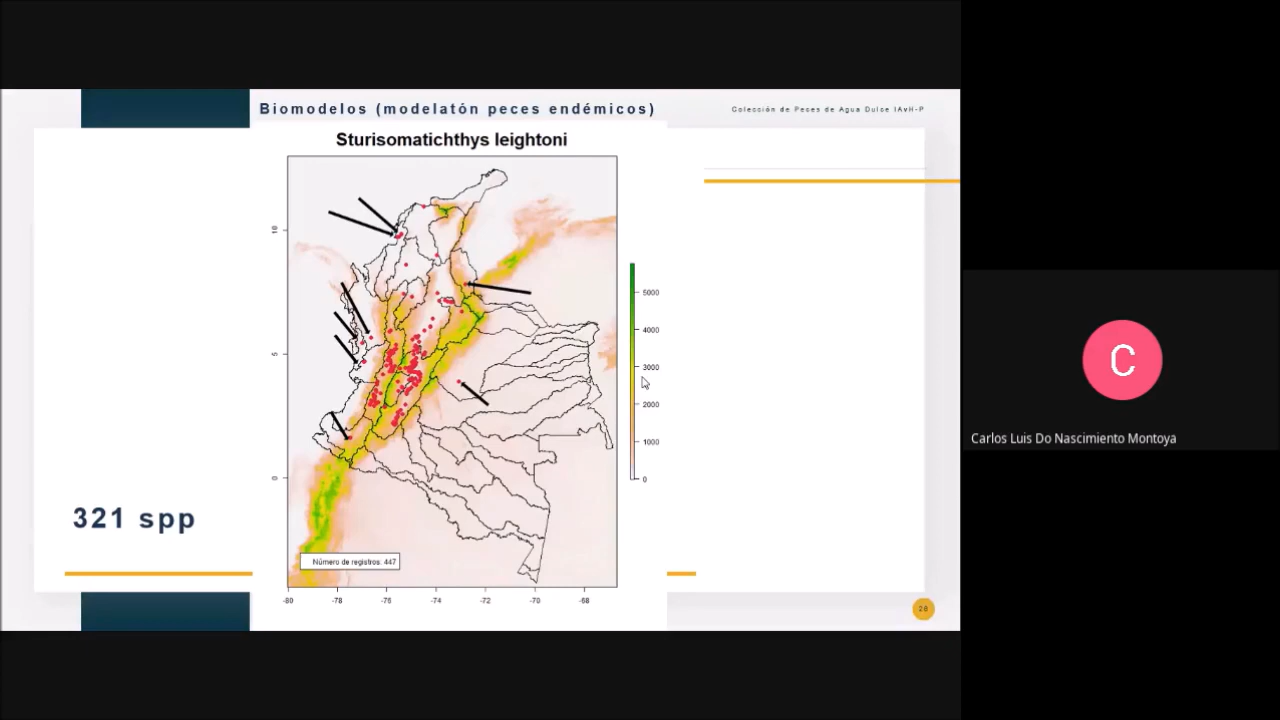 Biomodelos (modelatón peces endémicos)
Colección de Peces de Agua Dulce IAvH-P
Sturisomatichthys leighton​i
10
5
0
5000
4000
3000
2000
1000
0
321 spp
Número de registros: 447
-80 -78 -76 -74 -72 -70 -68
28
C
Carlos Luis Do Nascimiento Montoya